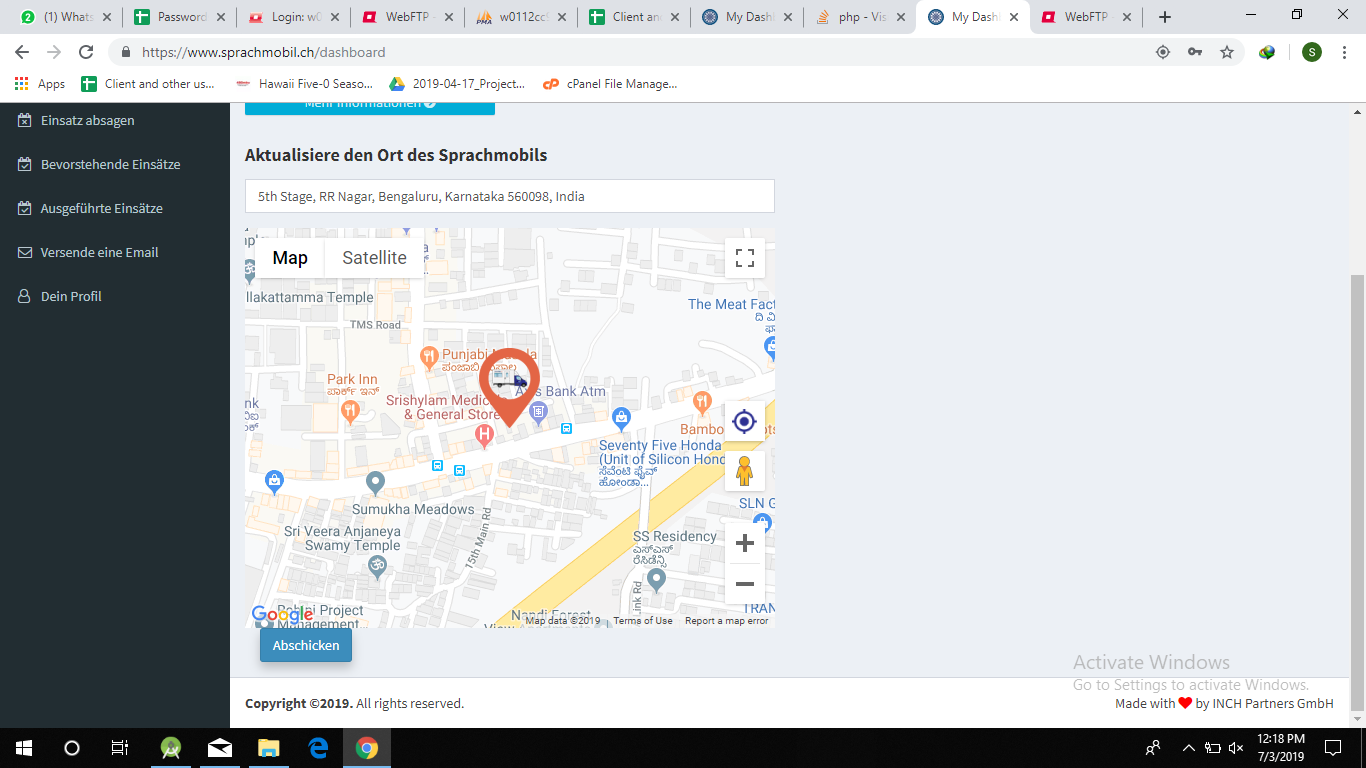 (1) Whats
Password
Login: w0
WebFTP -
w0112cc9
Client an
My Dash
php - Vis
My Dash
WebFTP
https://www.sprachmobil.ch/dashboard
S
Apps
Client and other us...
Hawaii Five-0 Seaso...
2019-04-17_Project...
cPanel File Manage...
Mehr Informationen
Einsatz absagen
Bevorstehende Einsätze
Ausgeführte Einsätze
Versende eine Email
Dein Profil
Aktualisiere den Ort des Sprachmobils
5th Stage, RR Nagar, Bengaluru, Karnataka 560098, India
Map
Satellite
llakattamma Temple
The Meat Fact
TMS Road
Punjabi
Park Inn
ಪಾರ್ಕ್ ಇನ್
Bank Atm
Srishylam Medic
& General Store
Bambo
Seventy Five Honda
(Unit of Silicon Hond
ಸೆವೆಂಟಿ ಫೈವ್
ಹೋಂಡಾ...
Sumukha Meadows
SLN G
Sri Veera Anjaneya
Swamy Temple
15th Main Rd
SS Residency
ಎಸ್ಎಸ್
ರೆಸಿಡೆನ್ಸಿ
Link Rd
TRAN
Project
Management...
Nandi Forest
Google
Map data ©2019
Terms of Use
Report a map error
Abschicken
Activate Windows
Go to Settings to activate Windows.
Copyright ©2019. All rights reserved.
Made with ❤ by INCH Partners GmbH
12:18 PM
7/3/2019